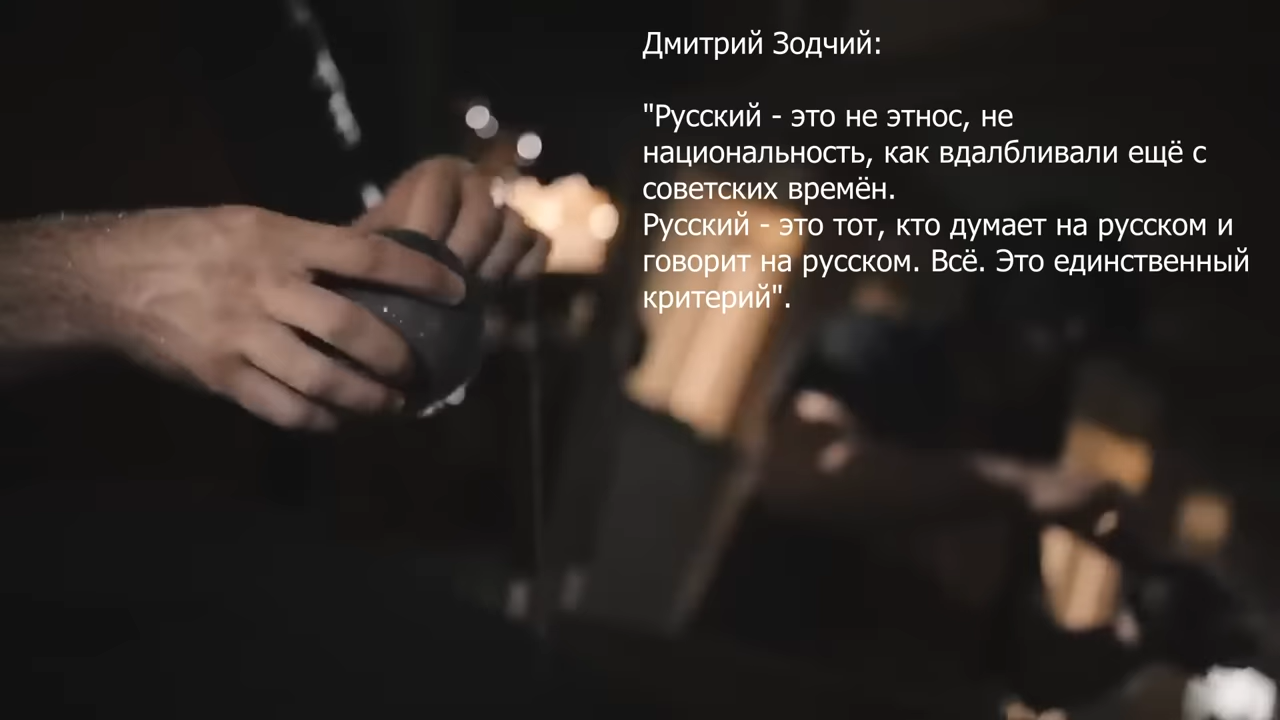 Дмитрий Зодчий:
"Русский - это не этнос, не
национальность, как вдалбливали ещё с
советских времён.
Русский - это тот, кто думает на русском и
говорит на русском. Всё. Это единственный
критерий".